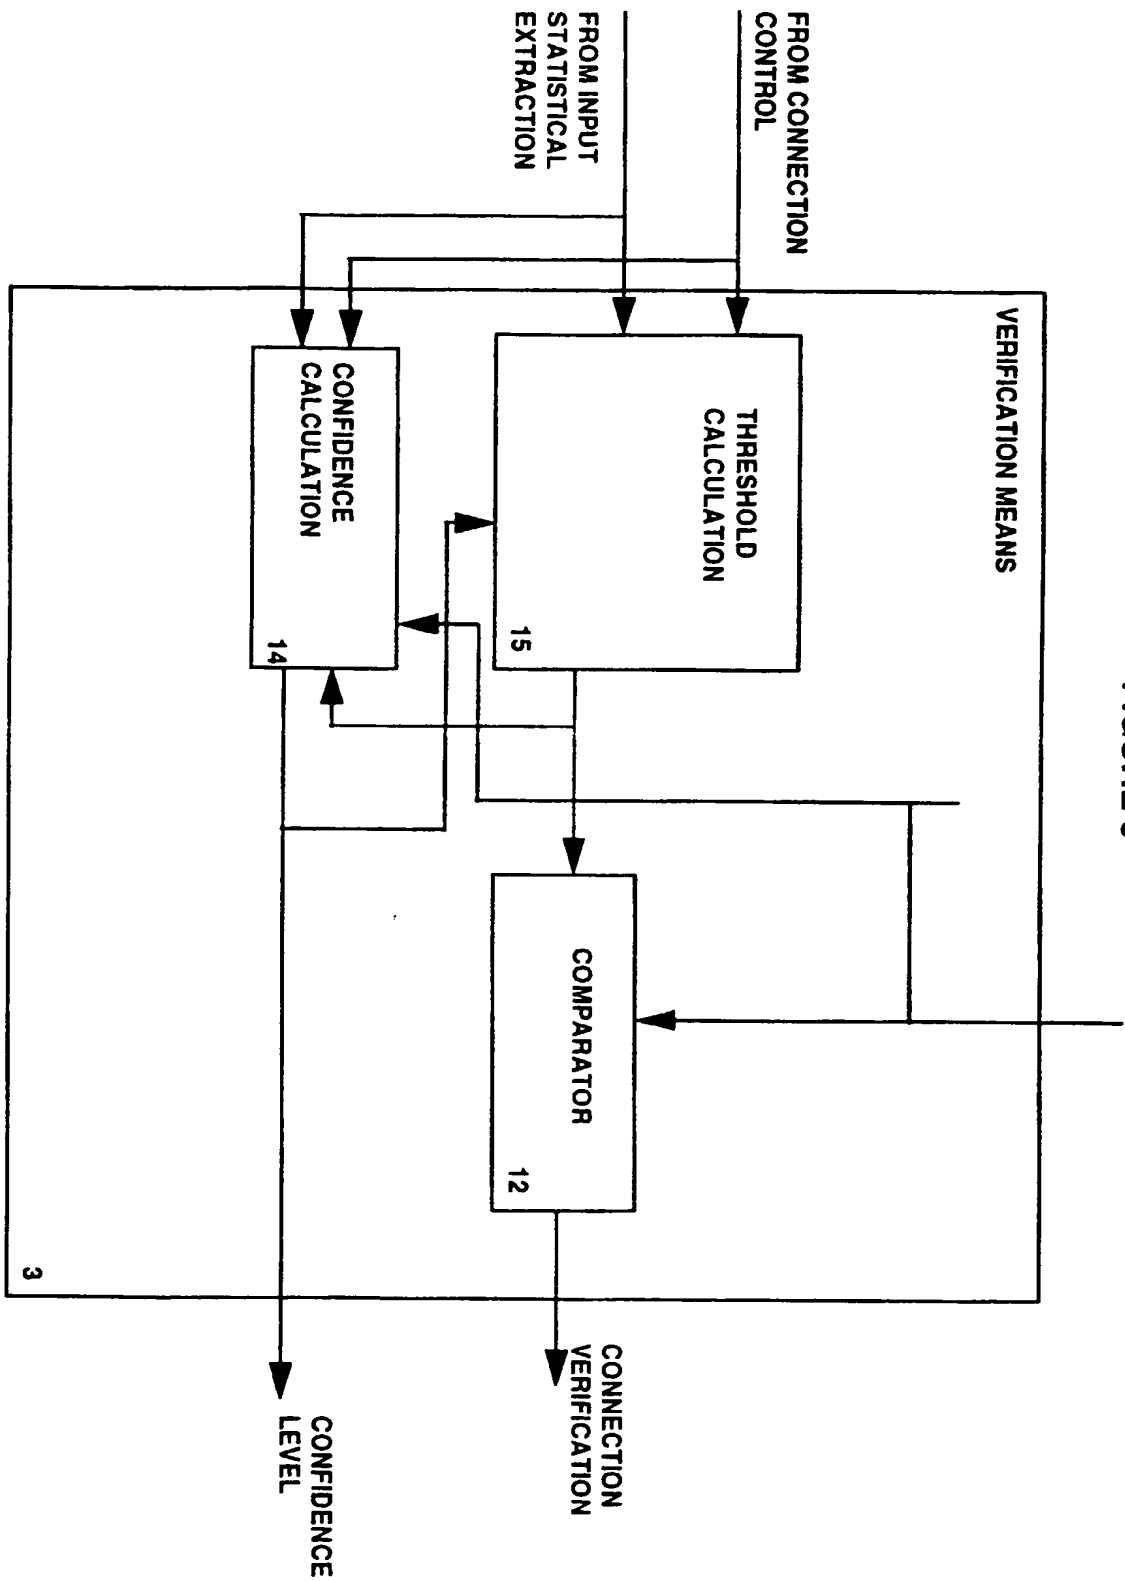 VERIFICATION MEANS
FROM CONNECTION
CONTROL
FROM INPUT
STATISTICAL
EXTRACTION
THRESHOLD
CALCULATION
15
COMPARATOR
12
CONNECTION
VERIFICATION
CONFIDENCE
CALCULATION
14
CONFIDENCE
LEVEL
3